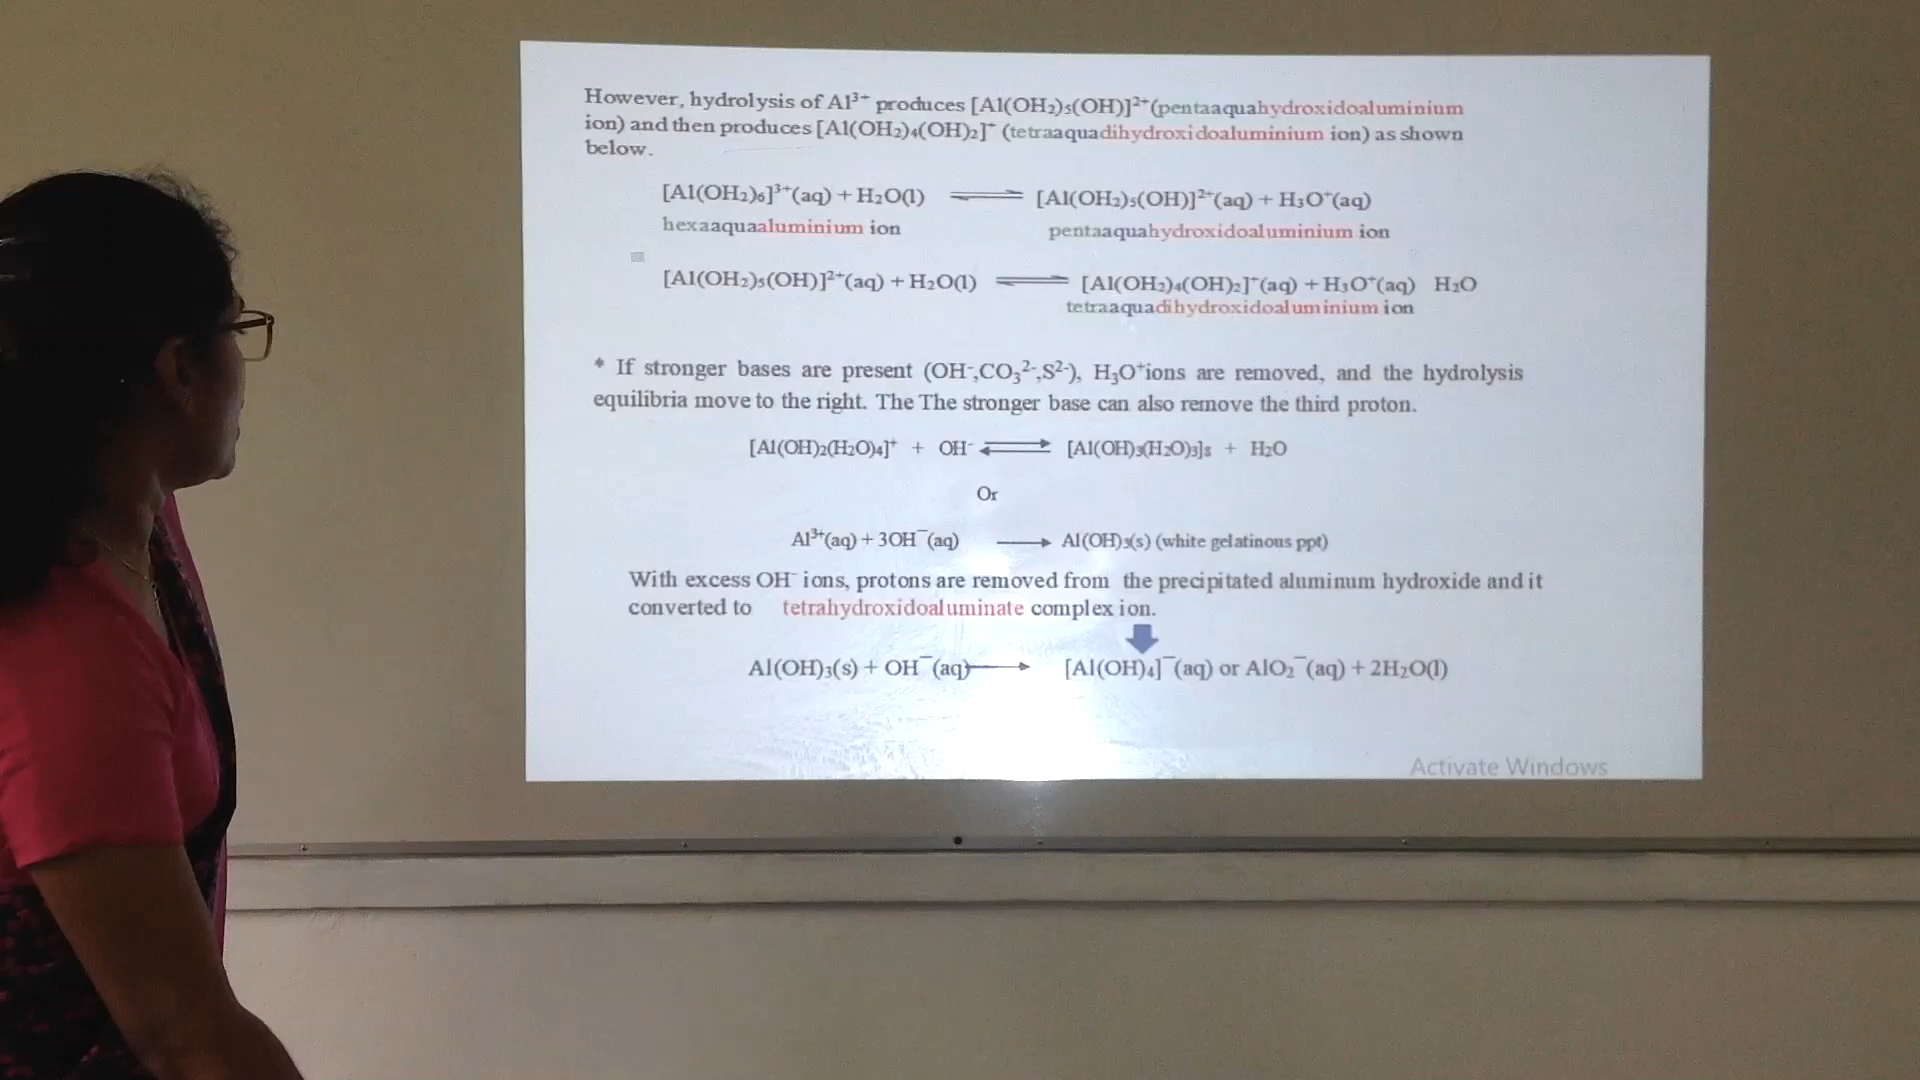 However, hydrolysis of Al³⁺ produces [Al(OH₂)₅(OH)]²⁺(pentaaquahydroxidoaluminium
ion) and then produces [Al(OH₂)₄(OH)₂]⁺ (tetraaquadihydroxidoaluminium ion) as shown
below.
[Al(OH₂)₆]³⁺(aq) + H₂O(l) ⇌ [Al(OH₂)₅(OH)]²⁺(aq) + H₃O⁺(aq)
hexaaquaaluminium ion pentaaquahydroxidoaluminium ion
[Al(OH₂)₅(OH)]²⁺(aq) + H₂O(l) ⇌ [Al(OH₂)₄(OH)₂]⁺(aq) + H₃O⁺(aq) H₂O
tetraaquadihydroxidoaluminium ion
* If stronger bases are present (OH⁻,CO₃²⁻,S²⁻), H₃O⁺ions are removed, and the hydrolysis
equilibria move to the right. The The stronger base can also remove the third proton.
[Al(OH)₂(H₂O)₄]⁺ + OH⁻ ⇌ [Al(OH)₃(H₂O)₃]s + H₂O
Or
Al³⁺(aq) + 3OH⁻(aq) → Al(OH)₃(s) (white gelatinous ppt)
With excess OH⁻ ions, protons are removed from the precipitated aluminum hydroxide and it
converted to tetrahydroxidoaluminate complex ion.
Al(OH)₃(s) + OH⁻(aq) → [Al(OH)₄]⁻(aq) or AlO₂⁻(aq) + 2H₂O(l)
Activate Windows